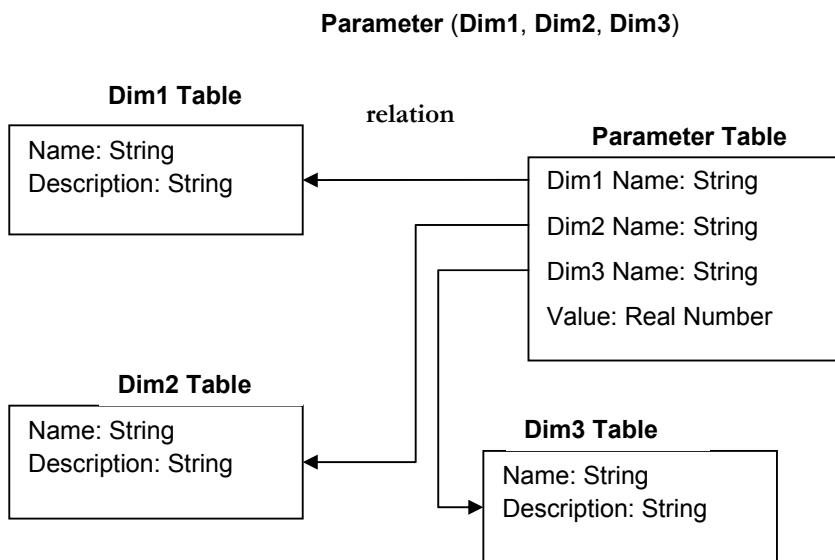 Parameter (Dim1, Dim2, Dim3)
Dim1 Table
Name: String
Description: String
relation
Parameter Table
Dim1 Name: String
Dim2 Name: String
Dim3 Name: String
Value: Real Number
Dim2 Table
Name: String
Description: String
Dim3 Table
Name: String
Description: String